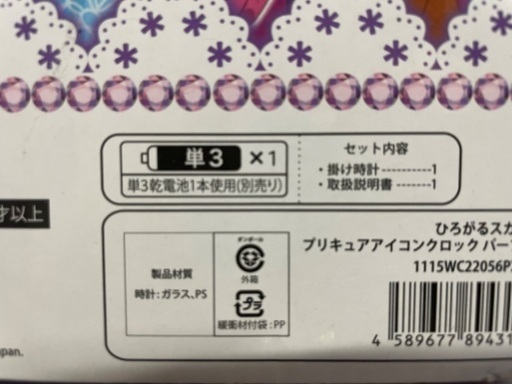 単3 ×1
単3乾電池1本使用(別売り)
セット内容
・掛け時計----------1
・取扱説明書-------1
才以上
ひろがるスカ
プリキュアアイコンクロック パー
1115WC22056P
製品材質
時計:ガラス、PS
ダンボール
外箱
プラ
緩衝材付袋:PP
4 589677 89431
apan.